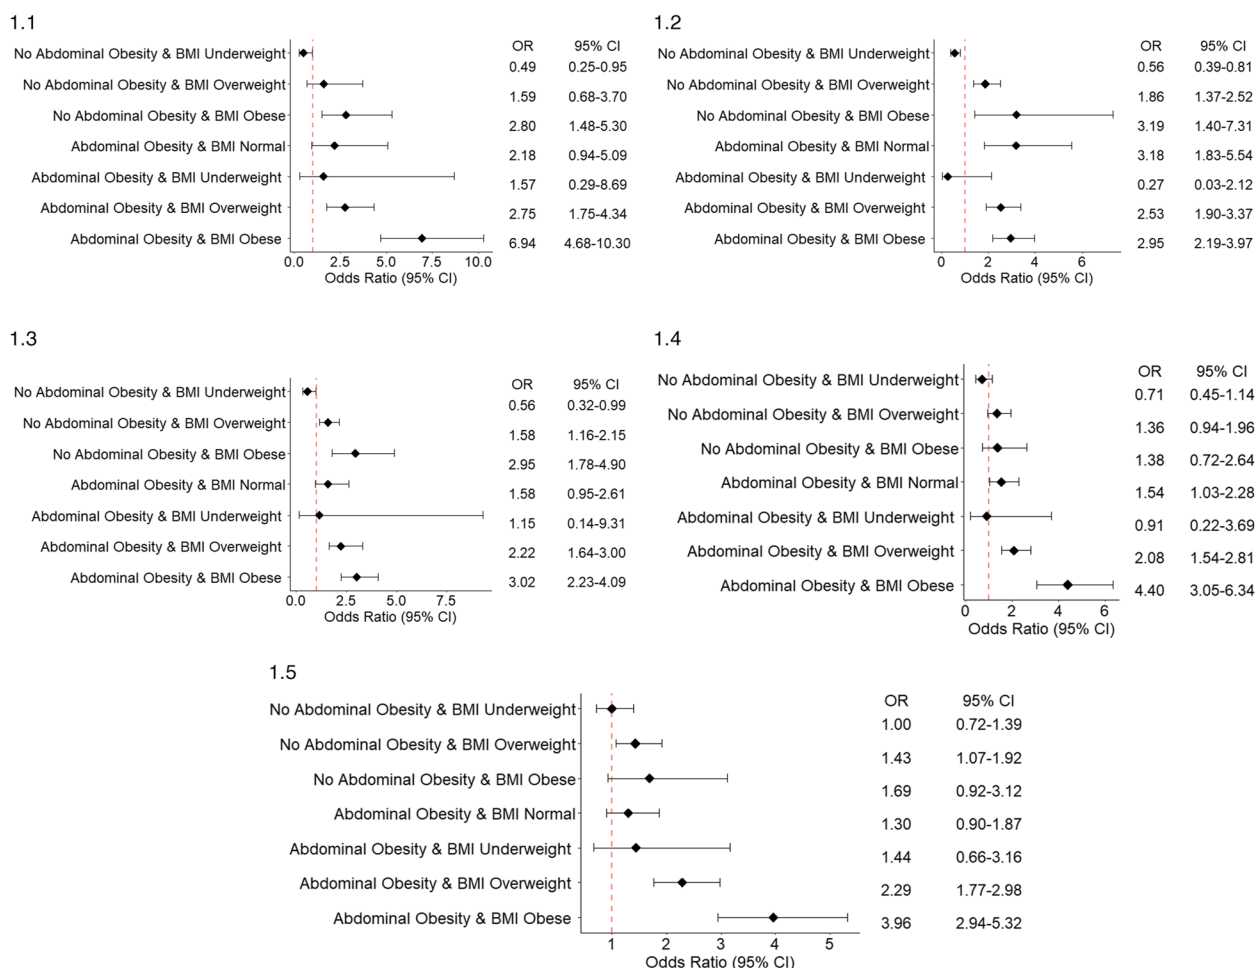 1.1
OR 95% CI
No Abdominal Obesity & BMI Underweight 0.49 0.25-0.95
No Abdominal Obesity & BMI Overweight 1.59 0.68-3.70
No Abdominal Obesity & BMI Obese 2.80 1.48-5.30
Abdominal Obesity & BMI Normal 2.18 0.94-5.09
Abdominal Obesity & BMI Underweight 1.57 0.29-8.69
Abdominal Obesity & BMI Overweight 2.75 1.75-4.34
Abdominal Obesity & BMI Obese 6.94 4.68-10.30
0.0 2.5 5.0 7.5 10.0
Odds Ratio (95% CI)
1.2
OR 95% CI
No Abdominal Obesity & BMI Underweight 0.56 0.39-0.81
No Abdominal Obesity & BMI Overweight 1.86 1.37-2.52
No Abdominal Obesity & BMI Obese 3.19 1.40-7.31
Abdominal Obesity & BMI Normal 3.18 1.83-5.54
Abdominal Obesity & BMI Underweight 0.27 0.03-2.12
Abdominal Obesity & BMI Overweight 2.53 1.90-3.37
Abdominal Obesity & BMI Obese 2.95 2.19-3.97
0 2 4 6
Odds Ratio (95% CI)
1.3
OR 95% CI
No Abdominal Obesity & BMI Underweight 0.56 0.32-0.99
No Abdominal Obesity & BMI Overweight 1.58 1.16-2.15
No Abdominal Obesity & BMI Obese 2.95 1.78-4.90
Abdominal Obesity & BMI Normal 1.58 0.95-2.61
Abdominal Obesity & BMI Underweight 1.15 0.14-9.31
Abdominal Obesity & BMI Overweight 2.22 1.64-3.00
Abdominal Obesity & BMI Obese 3.02 2.23-4.09
0.0 2.5 5.0 7.5
Odds Ratio (95% CI)
1.4
OR 95% CI
No Abdominal Obesity & BMI Underweight 0.71 0.45-1.14
No Abdominal Obesity & BMI Overweight 1.36 0.94-1.96
No Abdominal Obesity & BMI Obese 1.38 0.72-2.64
Abdominal Obesity & BMI Normal 1.54 1.03-2.28
Abdominal Obesity & BMI Underweight 0.91 0.22-3.69
Abdominal Obesity & BMI Overweight 2.08 1.54-2.81
Abdominal Obesity & BMI Obese 4.40 3.05-6.34
0 2 4 6
Odds Ratio (95% CI)
1.5
OR 95% CI
No Abdominal Obesity & BMI Underweight 1.00 0.72-1.39
No Abdominal Obesity & BMI Overweight 1.43 1.07-1.92
No Abdominal Obesity & BMI Obese 1.69 0.92-3.12
Abdominal Obesity & BMI Normal 1.30 0.90-1.87
Abdominal Obesity & BMI Underweight 1.44 0.66-3.16
Abdominal Obesity & BMI Overweight 2.29 1.77-2.98
Abdominal Obesity & BMI Obese 3.96 2.94-5.32
1 2 3 4 5
Odds Ratio (95% CI)